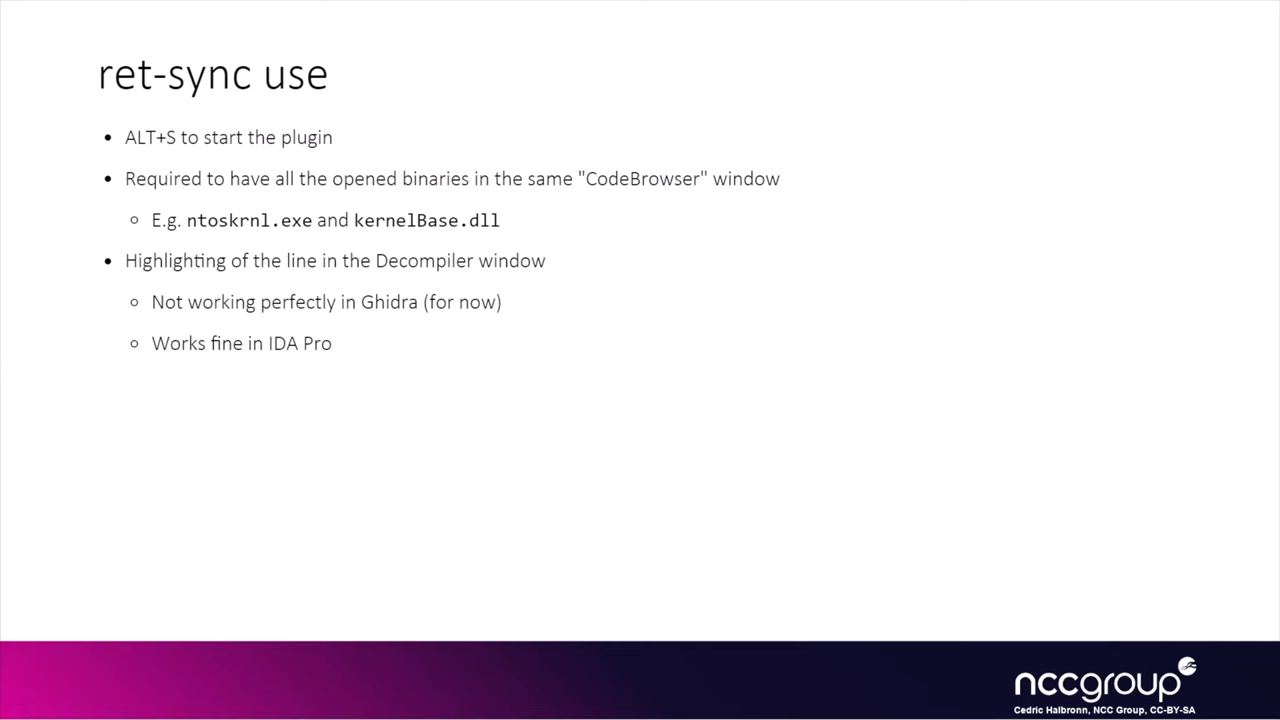 ret-sync use
• ALT+S to start the plugin
• Required to have all the opened binaries in the same "CodeBrowser" window
○ E.g. ntoskrnl.exe and kernelBase.dll
• Highlighting of the line in the Decompiler window
○ Not working perfectly in Ghidra (for now)
○ Works fine in IDA Pro
nccgroup
Cedric Halbronn, NCC Group, CC-BY-SA